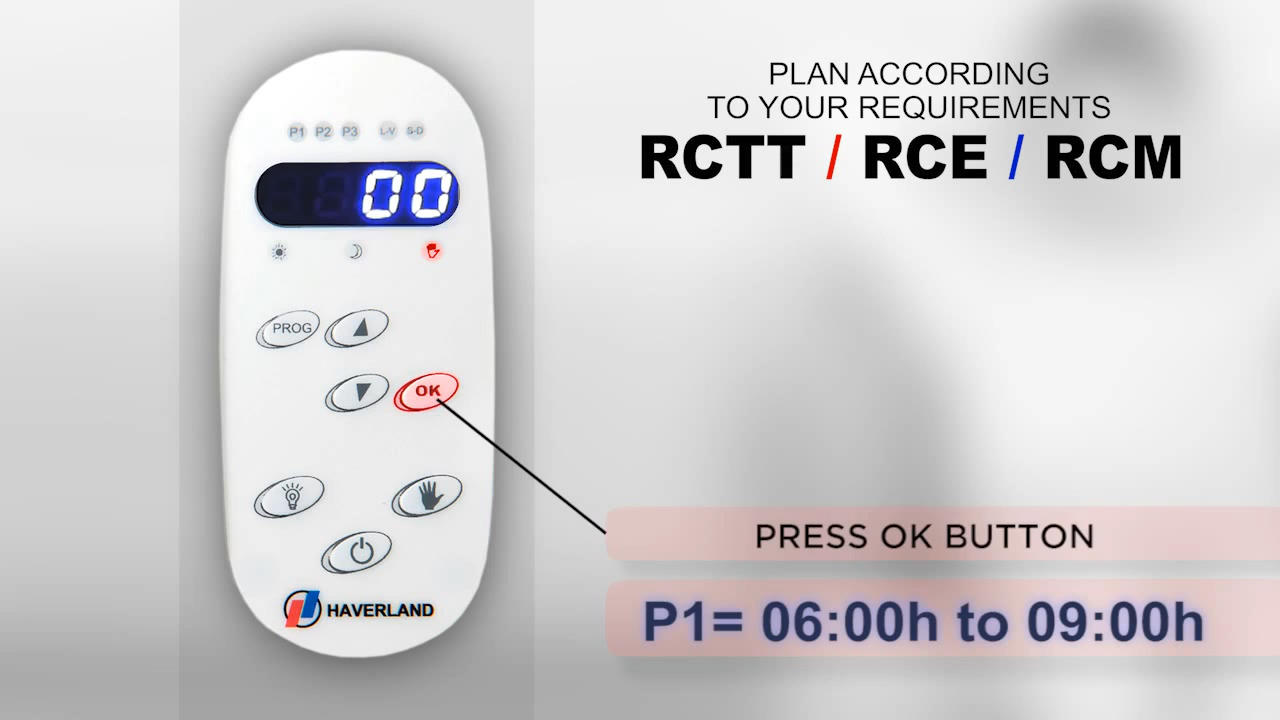 PLAN ACCORDING
TO YOUR REQUIREMENTS
RCTT / RCE / RCM
P1 P2 P3 L-V S-D
00
PROG
OK
HAVERLAND
PRESS OK BUTTON
P1= 06:00h to 09:00h